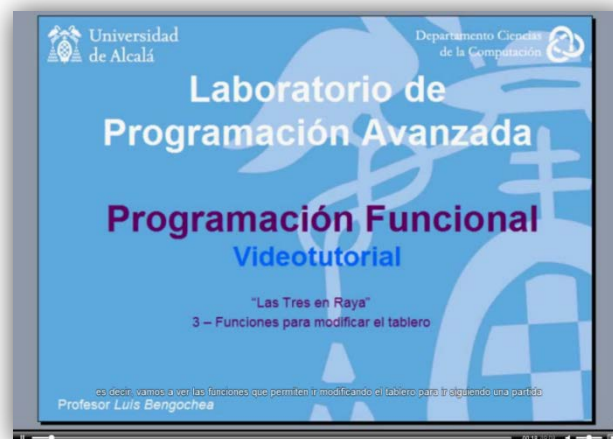 Universidad
de Alcalá
Departamento Ciencias
de la Computación
Laboratorio de
Programación Avanzada
Programación Funcional
Videotutorial
"Las Tres en Raya"
3 – Funciones para modificar el tablero
es decir, vamos a ver las funciones que permiten ir modificando el tablero para ir siguiendo una partida
Profesor Luis Bengochea